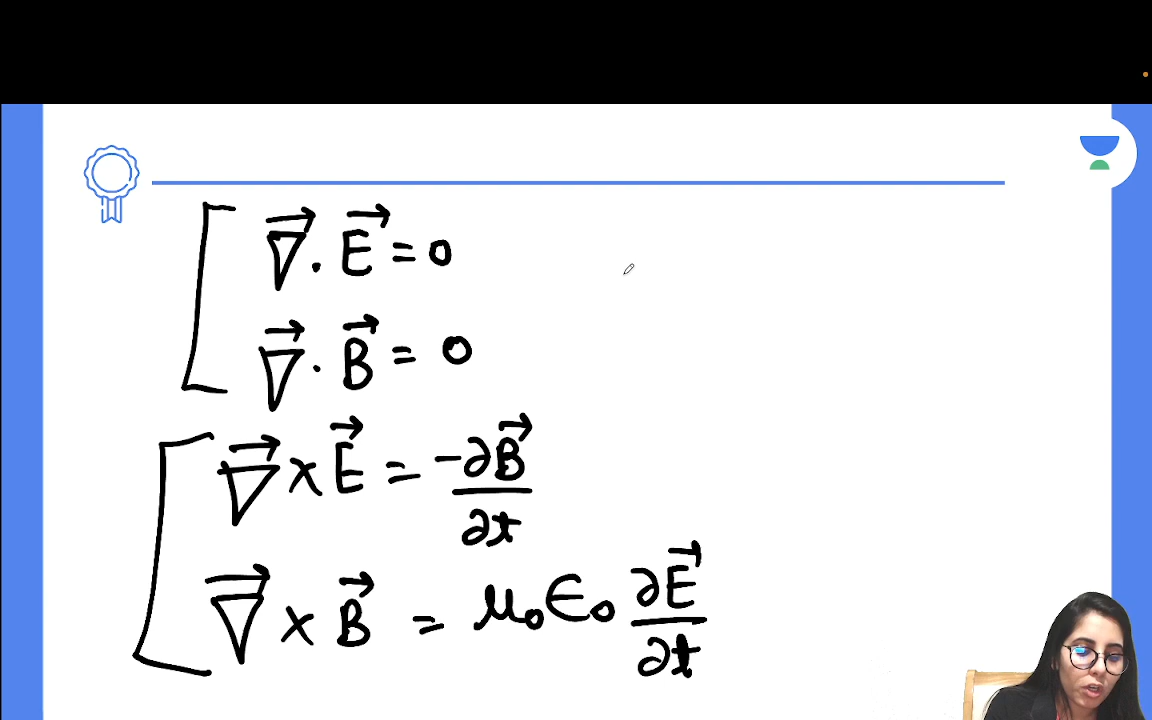 ∇⃗ . E⃗ = 0
∇⃗ . B⃗ = 0
∇⃗ × E⃗ = -∂B⃗/∂t
∇⃗ × B⃗ = μ₀ϵ₀ ∂E⃗/∂t